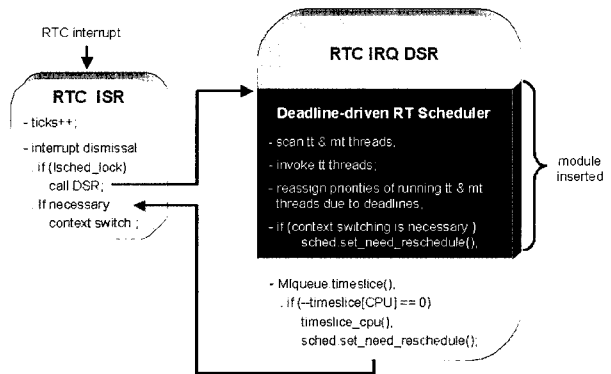 RTC interrupt
RTC ISR
- ticks++;
- interrupt dismissal
. if (!sched_lock)
call DSR;
. If necessary
context switch ;
RTC IRQ DSR
Deadline-driven RT Scheduler
- scan tt & mt threads,
- invoke tt threads;
- reassign priorities of running tt & mt
threads due to deadlines;
- if (context switching is necessary )
sched.set_need_reschedule(),
- Mlqueue.timeslice(),
. if (--timeslice[CPU] == 0)
timeslice_cpu(),
sched.set_need_reschedule();
module
inserted